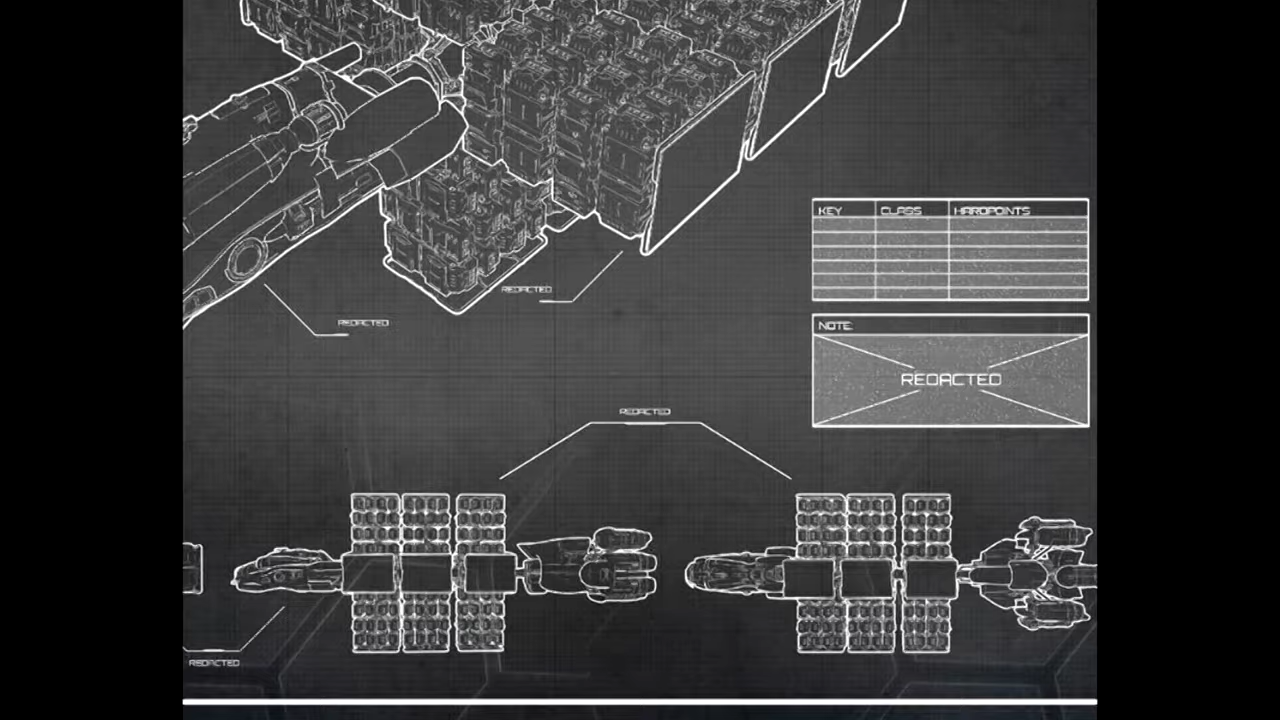 KEY CLASS HARDPOINTS
REDACTED
REDACTED
NOTE:
REDACTED
REDACTED
REDACTED